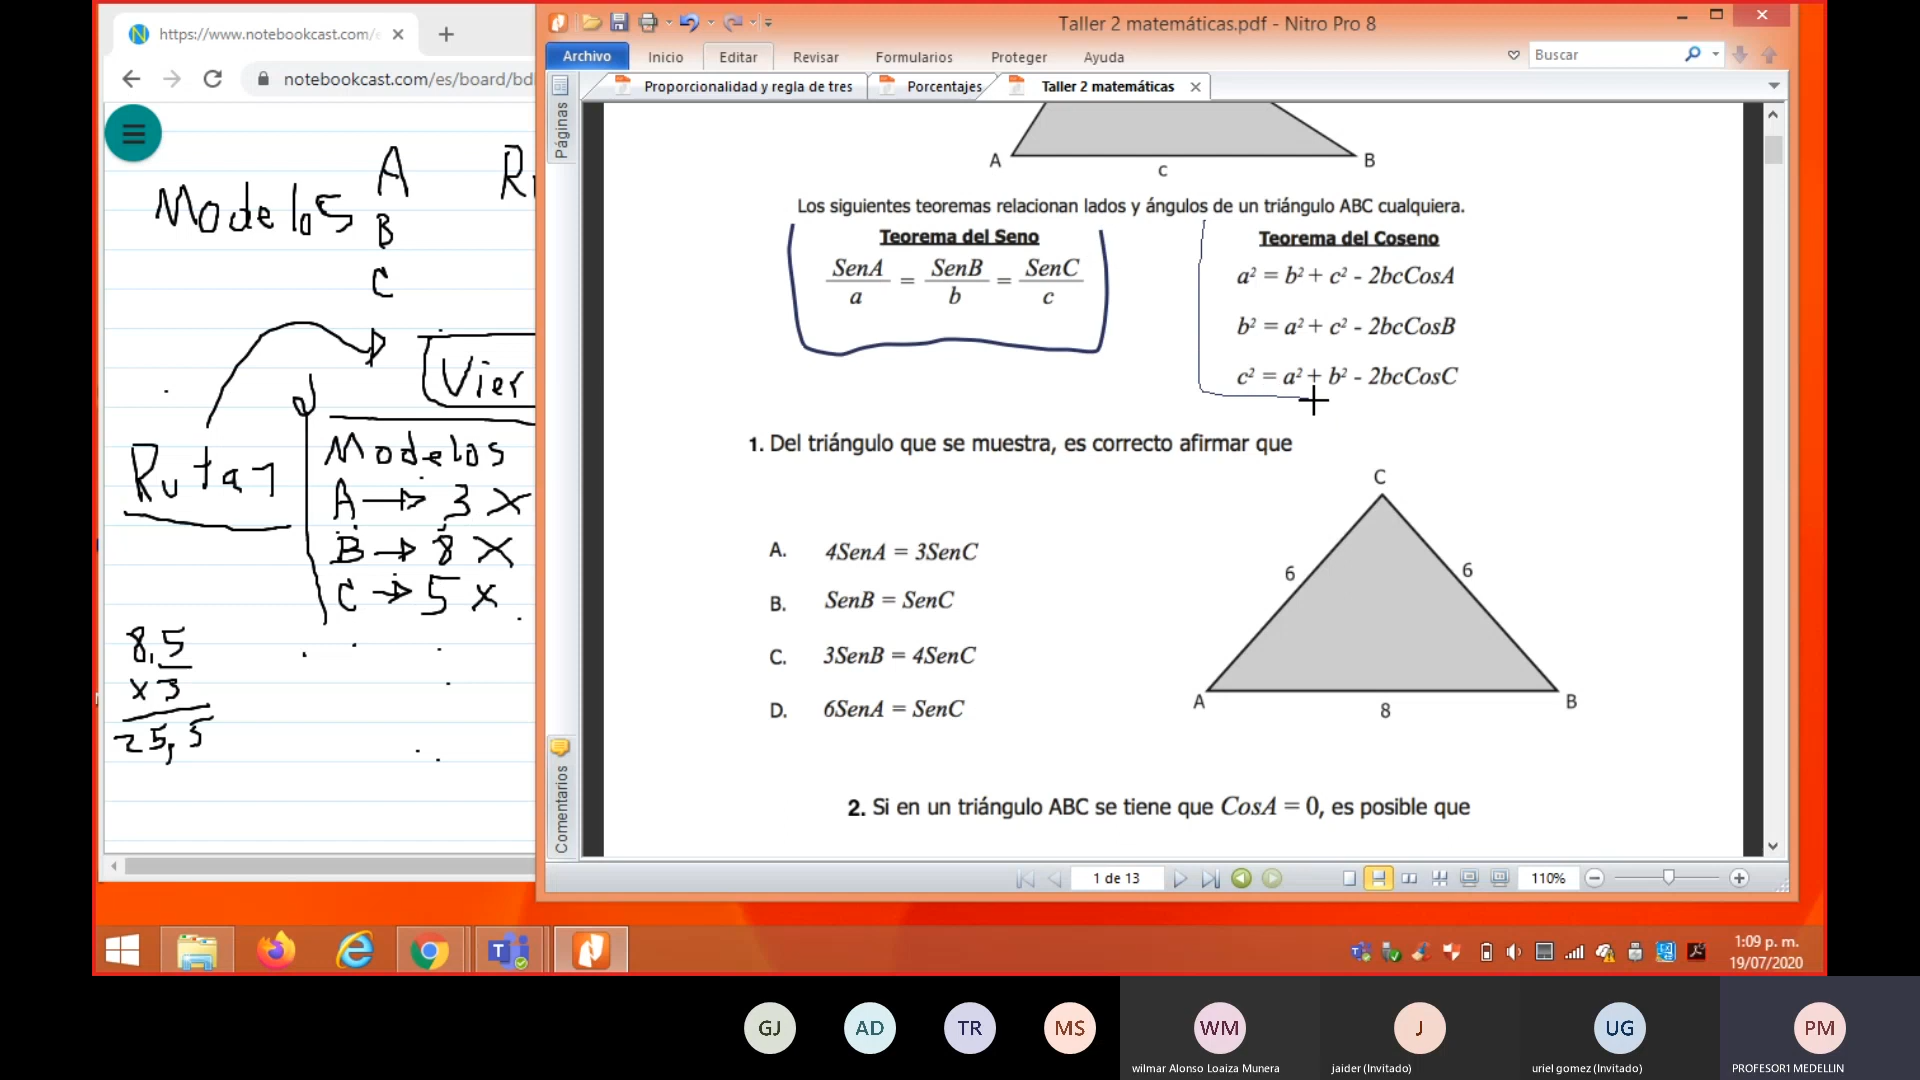 https://www.notebookcast.com/e
notebookcast.com/es/board/bd
Modelos
A
B
C
Vier
Rutan
Modelos
A → 3 X
B → 8 X
C → 5 x
8,5
x 3
25,5
Taller 2 matemáticas.pdf - Nitro Pro 8
Archivo
Inicio
Editar
Revisar
Formularios
Proteger
Ayuda
Buscar
Proporcionalidad y regla de tres
Porcentajes
Taller 2 matemáticas
Páginas
Comentarios
A
B
C
Los siguientes teoremas relacionan lados y ángulos de un triángulo ABC cualquiera.
Teorema del Seno
SenA/a = SenB/b = SenC/c
Teorema del Coseno
a² = b² + c² - 2bcCosA
b² = a² + c² - 2bcCosB
c² = a² + b² - 2bcCosC
1. Del triángulo que se muestra, es correcto afirmar que
A. 4SenA = 3SenC
B. SenB = SenC
C. 3SenB = 4SenC
D. 6SenA = SenC
C
6
6
A
B
8
2. Si en un triángulo ABC se tiene que CosA = 0, es posible que
1 de 13
110%
1:09 p. m.
19/07/2020
GJ
AD
TR
MS
WM
J
UG
PM
wilmar Alonso Loaiza Munera
jaider (Invitado)
uriel gomez (Invitado)
PROFESOR1 MEDELLIN